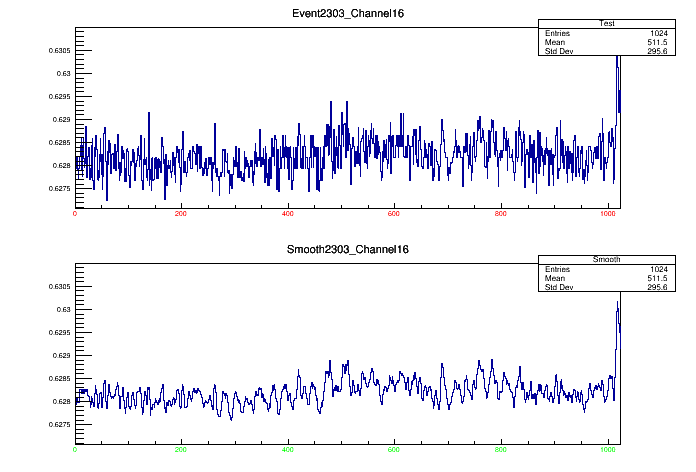 Event2303_Channel16
Test
Entries 1024
Mean 511.5
Std Dev 295.6
0.6305
0.63
0.6295
0.629
0.6285
0.628
0.6275
0 200 400 600 800 1000
Smooth2303_Channel16
Smooth
Entries 1024
Mean 511.5
Std Dev 295.6
0.6305
0.63
0.6295
0.629
0.6285
0.628
0.6275
0 200 400 600 800 1000